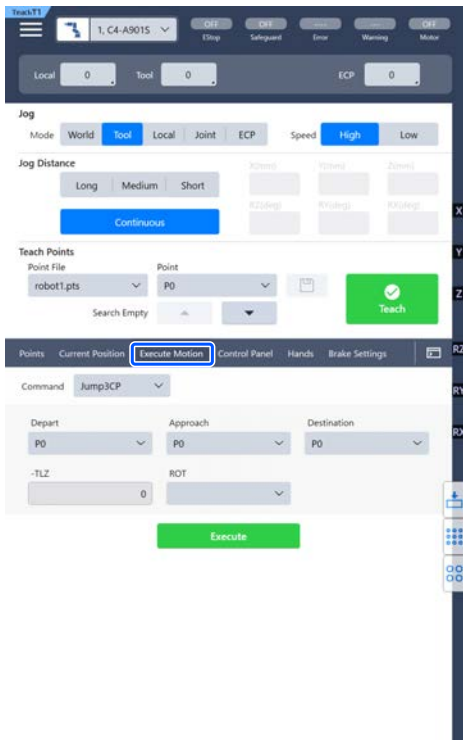 TeachT1
1, C4-A901S OFF OFF ---- ---- OFF
EStop Safeguard Error Warning Motor
Local 0 Tool 0 ECP 0
Jog
Mode World Tool Local Joint ECP Speed High Low
Jog Distance X(mm) Y(mm) Z(mm)
Long Medium Short
RZ(deg) RY(deg) RX(deg)
Continuous
Teach Points
Point File Point
robot1.pts P0
Search Empty Teach
Points Current Position Execute Motion Control Panel Hands Brake Settings
Command Jump3CP
Depart Approach Destination
P0 P0 P0
-TLZ ROT
0
Execute
X
Y
Z
RZ
RY
RX